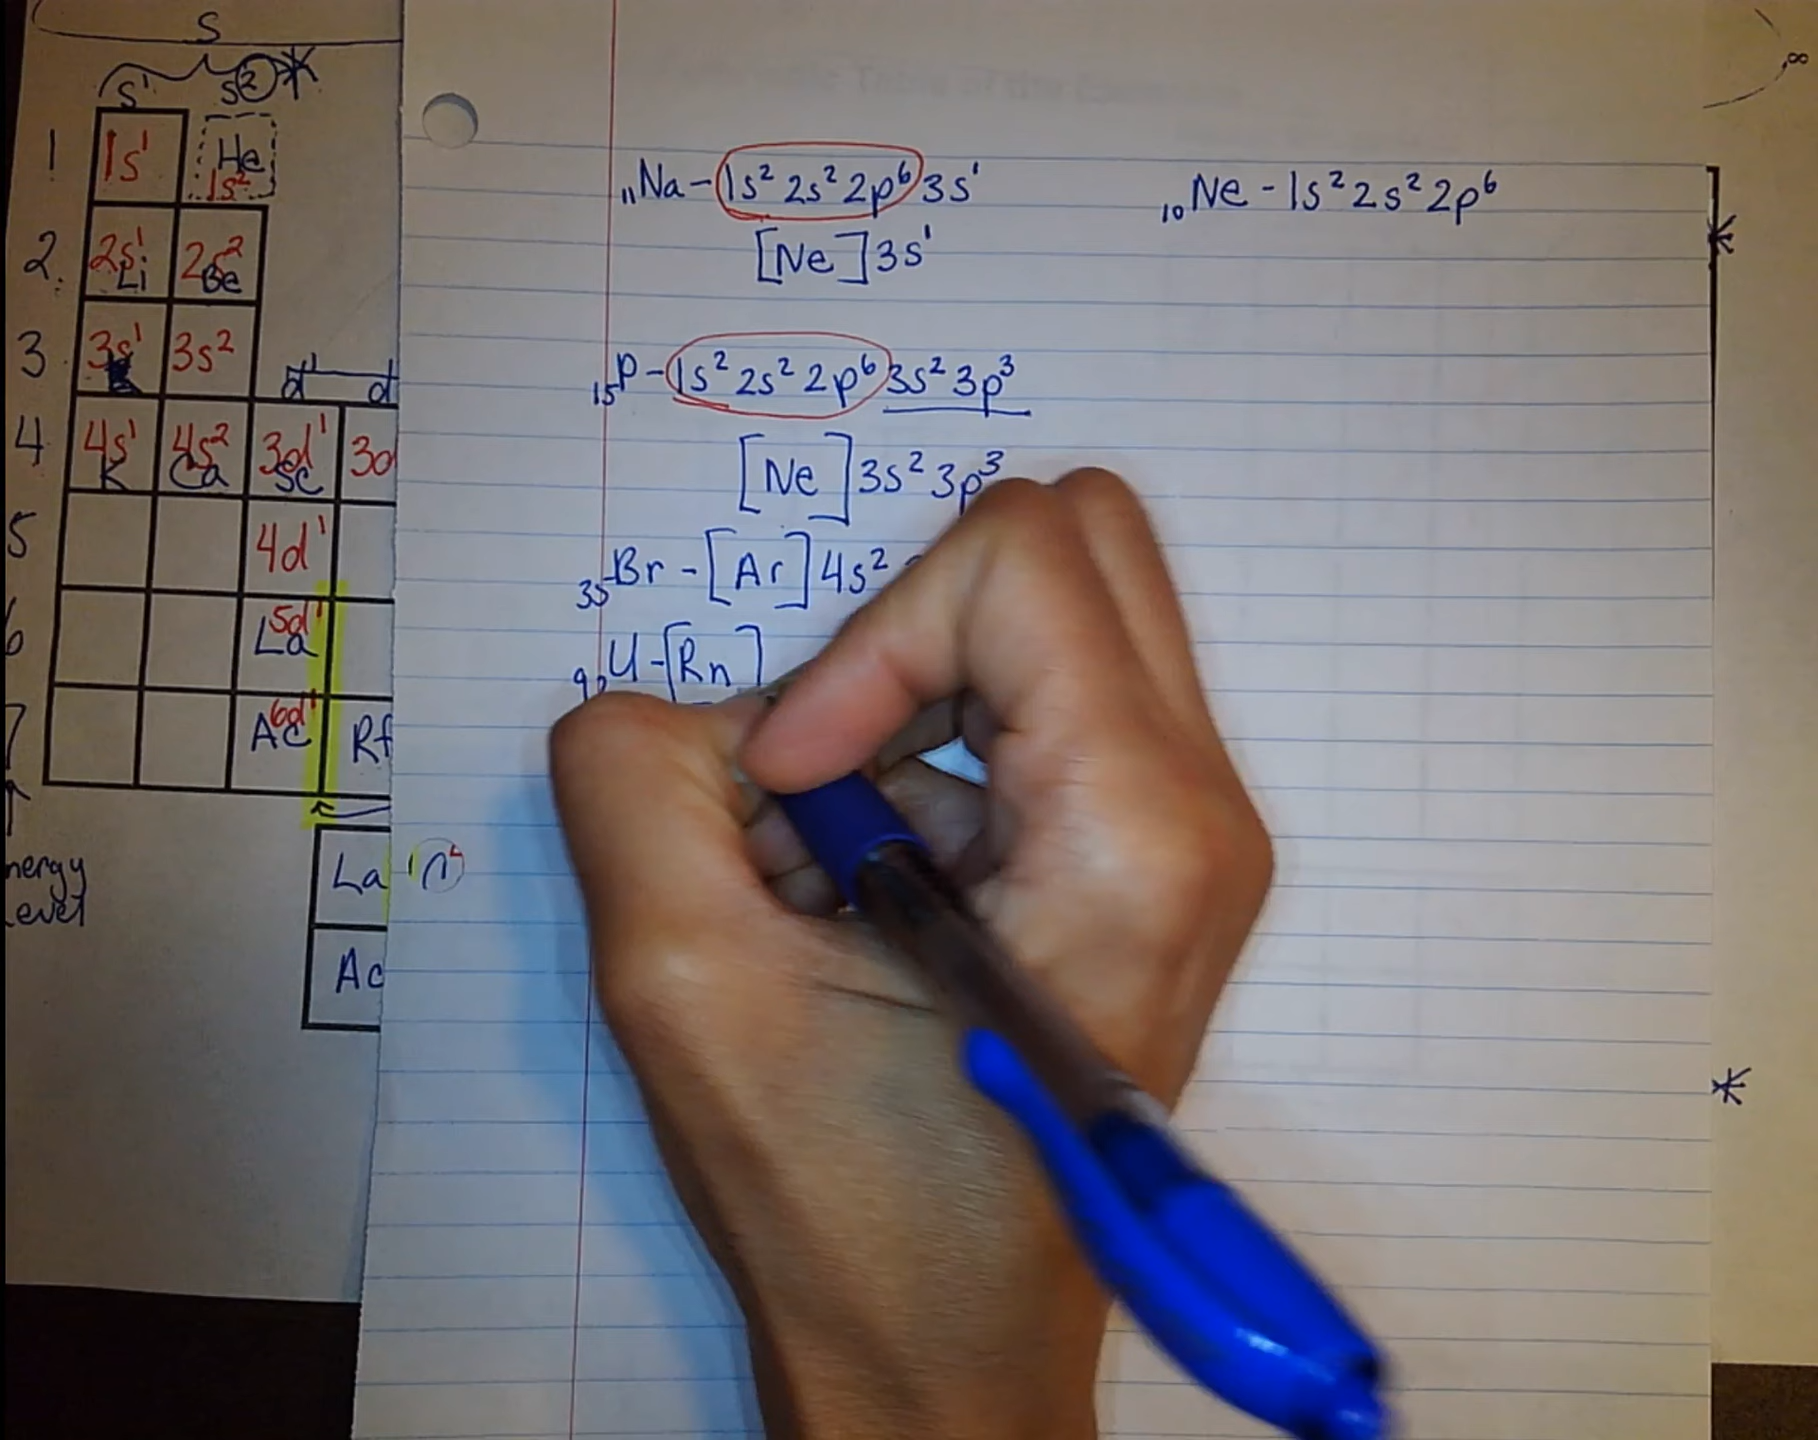 S
s¹ s² *
1 1s¹ He 1s²
2. 2s¹ Li 2s² Be
3 3s¹ 3s²
d¹ d
4 4s¹ K 4s² Ca 3d¹ Sc 3d
5 4d¹
6 La 5d¹
7 Ac 6d¹ Rf
nergy
evel
La
Ac
₁₁Na - 1s² 2s² 2p⁶ 3s¹
[Ne] 3s¹
₁₀Ne - 1s² 2s² 2p⁶
*
₁₅P - 1s² 2s² 2p⁶ 3s² 3p³
[Ne] 3s² 3p³
₃₅Br - [Ar] 4s²
₉₂U - [Rn]
*
∞